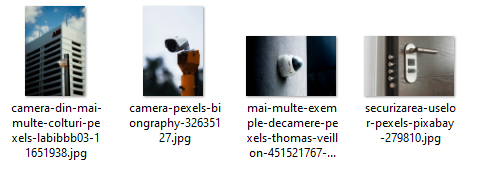 camera-din-mai-
multe-colturi-pe
xels-labibbb03-1
1651938.jpg
camera-pexels-bi
ongraphy-326351
27.jpg
mai-multe-exem
ple-decamere-pe
xels-thomas-veill
on-451521767-...
securizarea-uselo
r-pexels-pixabay
-279810.jpg